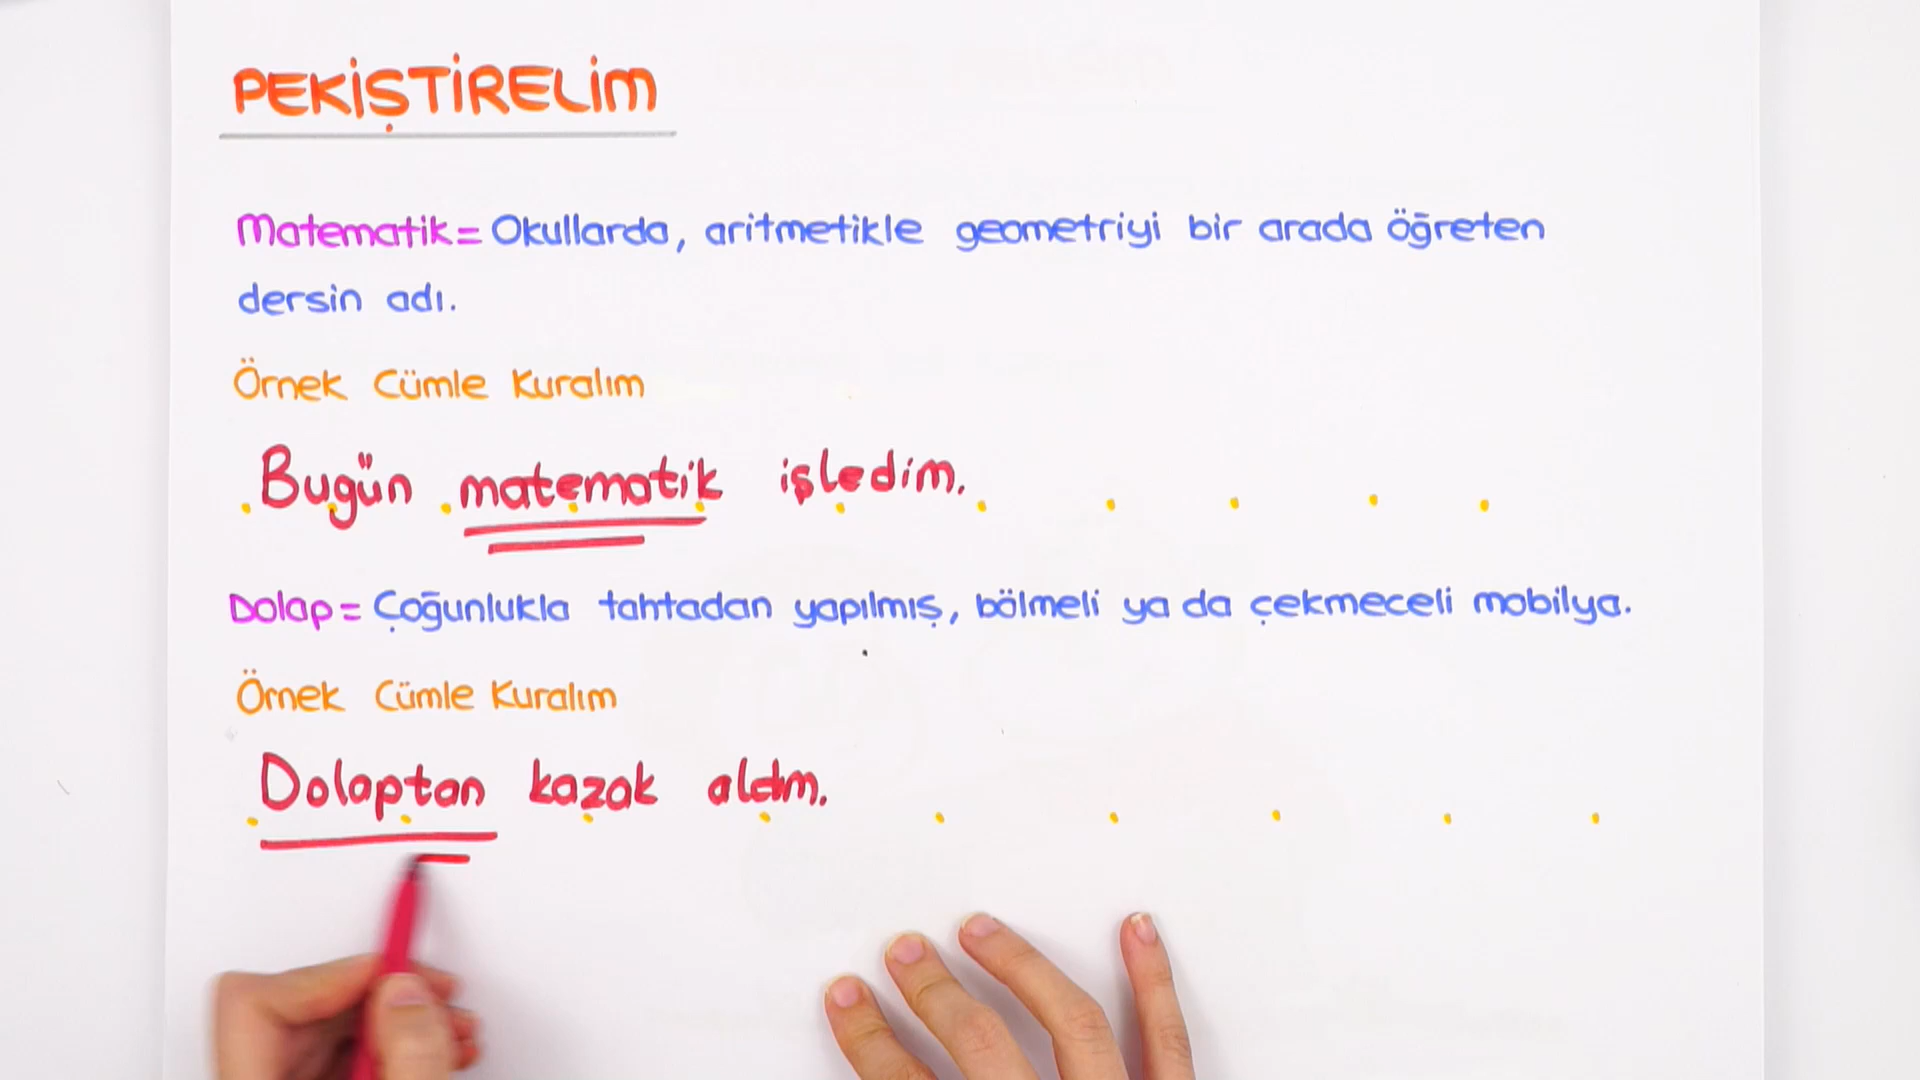 PEKİŞTİRELİM
Matematik = Okullarda, aritmetikle geometriyi bir arada öğreten
dersin adı.
Örnek Cümle Kuralım
Bugün matematik işledim.
Dolap = Çoğunlukla tahtadan yapılmış, bölmeli ya da çekmeceli mobilya.
Örnek Cümle Kuralım
Dolaptan kazak aldım.